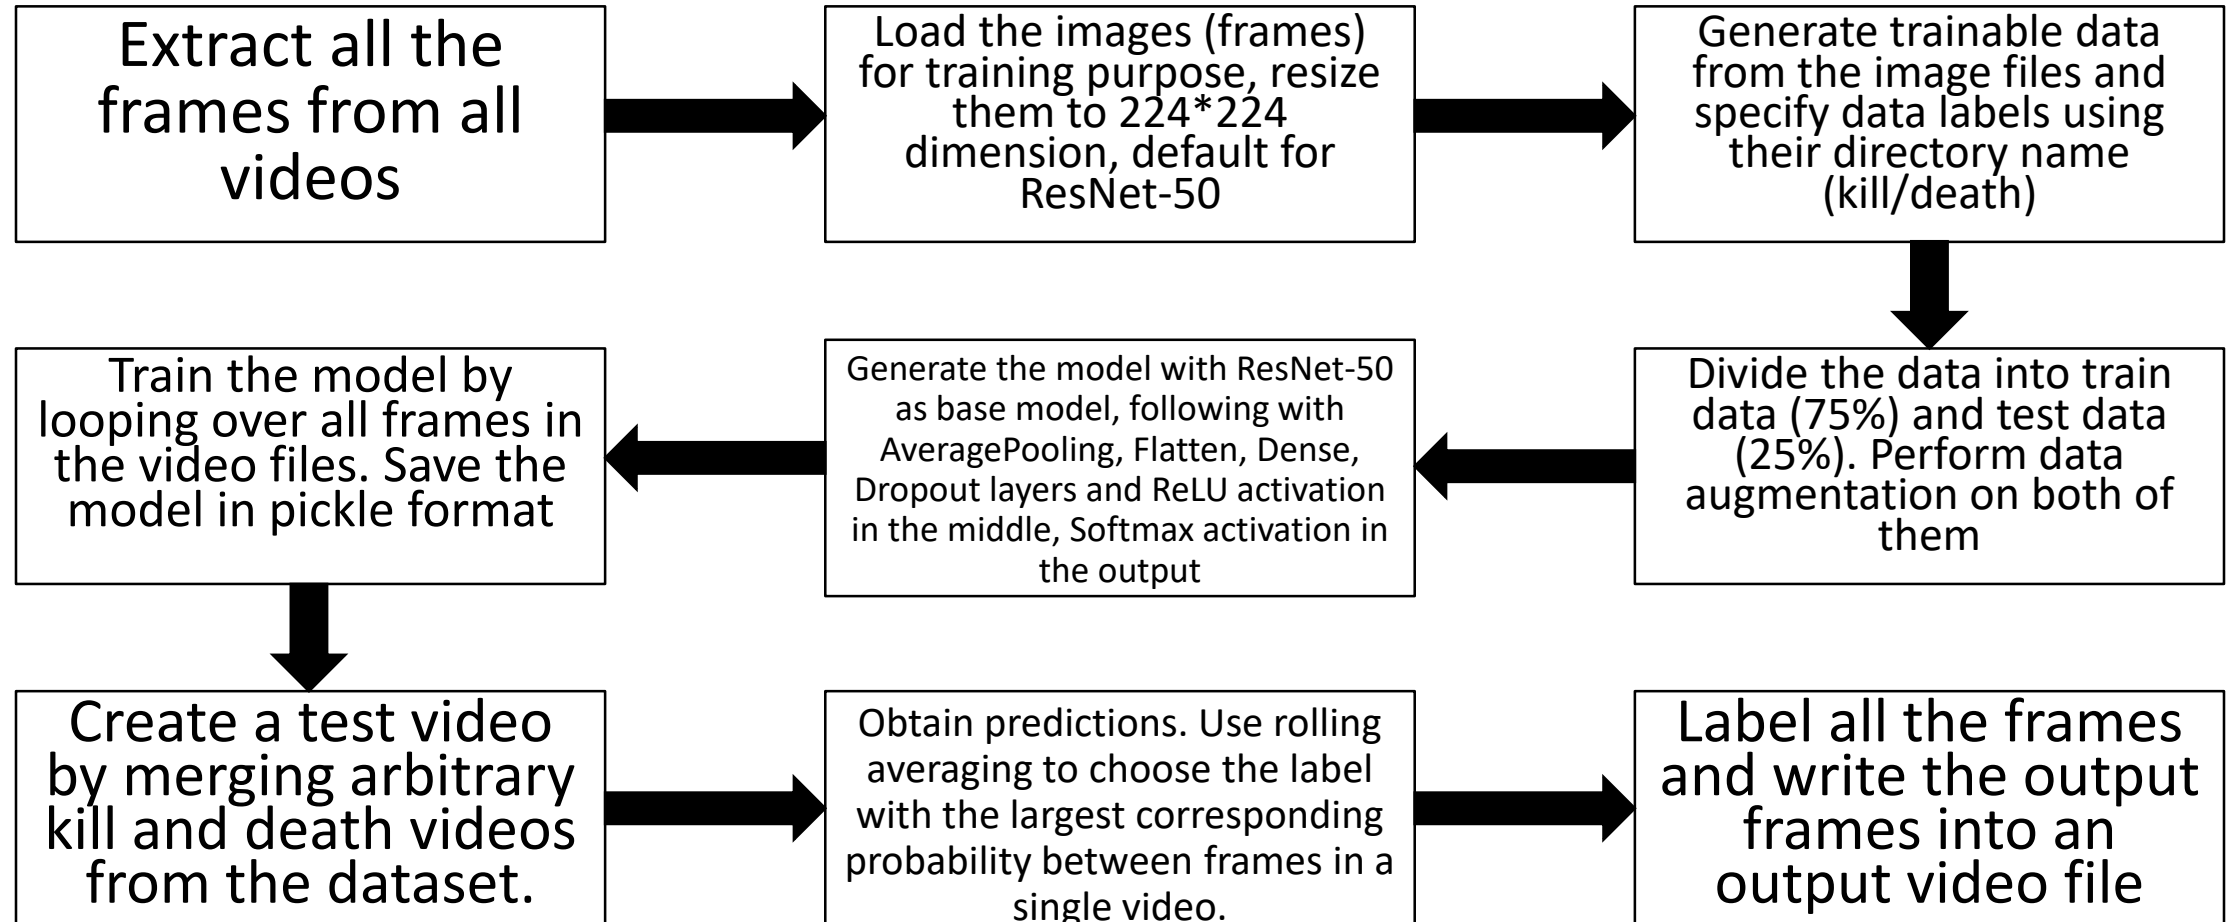 Extract all the
frames from all
videos
Load the images (frames)
for training purpose, resize
them to 224*224
dimension, default for
ResNet-50
Generate trainable data
from the image files and
specify data labels using
their directory name
(kill/death)
Divide the data into train
data (75%) and test data
(25%). Perform data
augmentation on both of
them
Generate the model with ResNet-50
as base model, following with
AveragePooling, Flatten, Dense,
Dropout layers and ReLU activation
in the middle, Softmax activation in
the output
Train the model by
looping over all frames in
the video files. Save the
model in pickle format
Create a test video
by merging arbitrary
kill and death videos
from the dataset.
Obtain predictions. Use rolling
averaging to choose the label
with the largest corresponding
probability between frames in a
single video.
Label all the frames
and write the output
frames into an
output video file